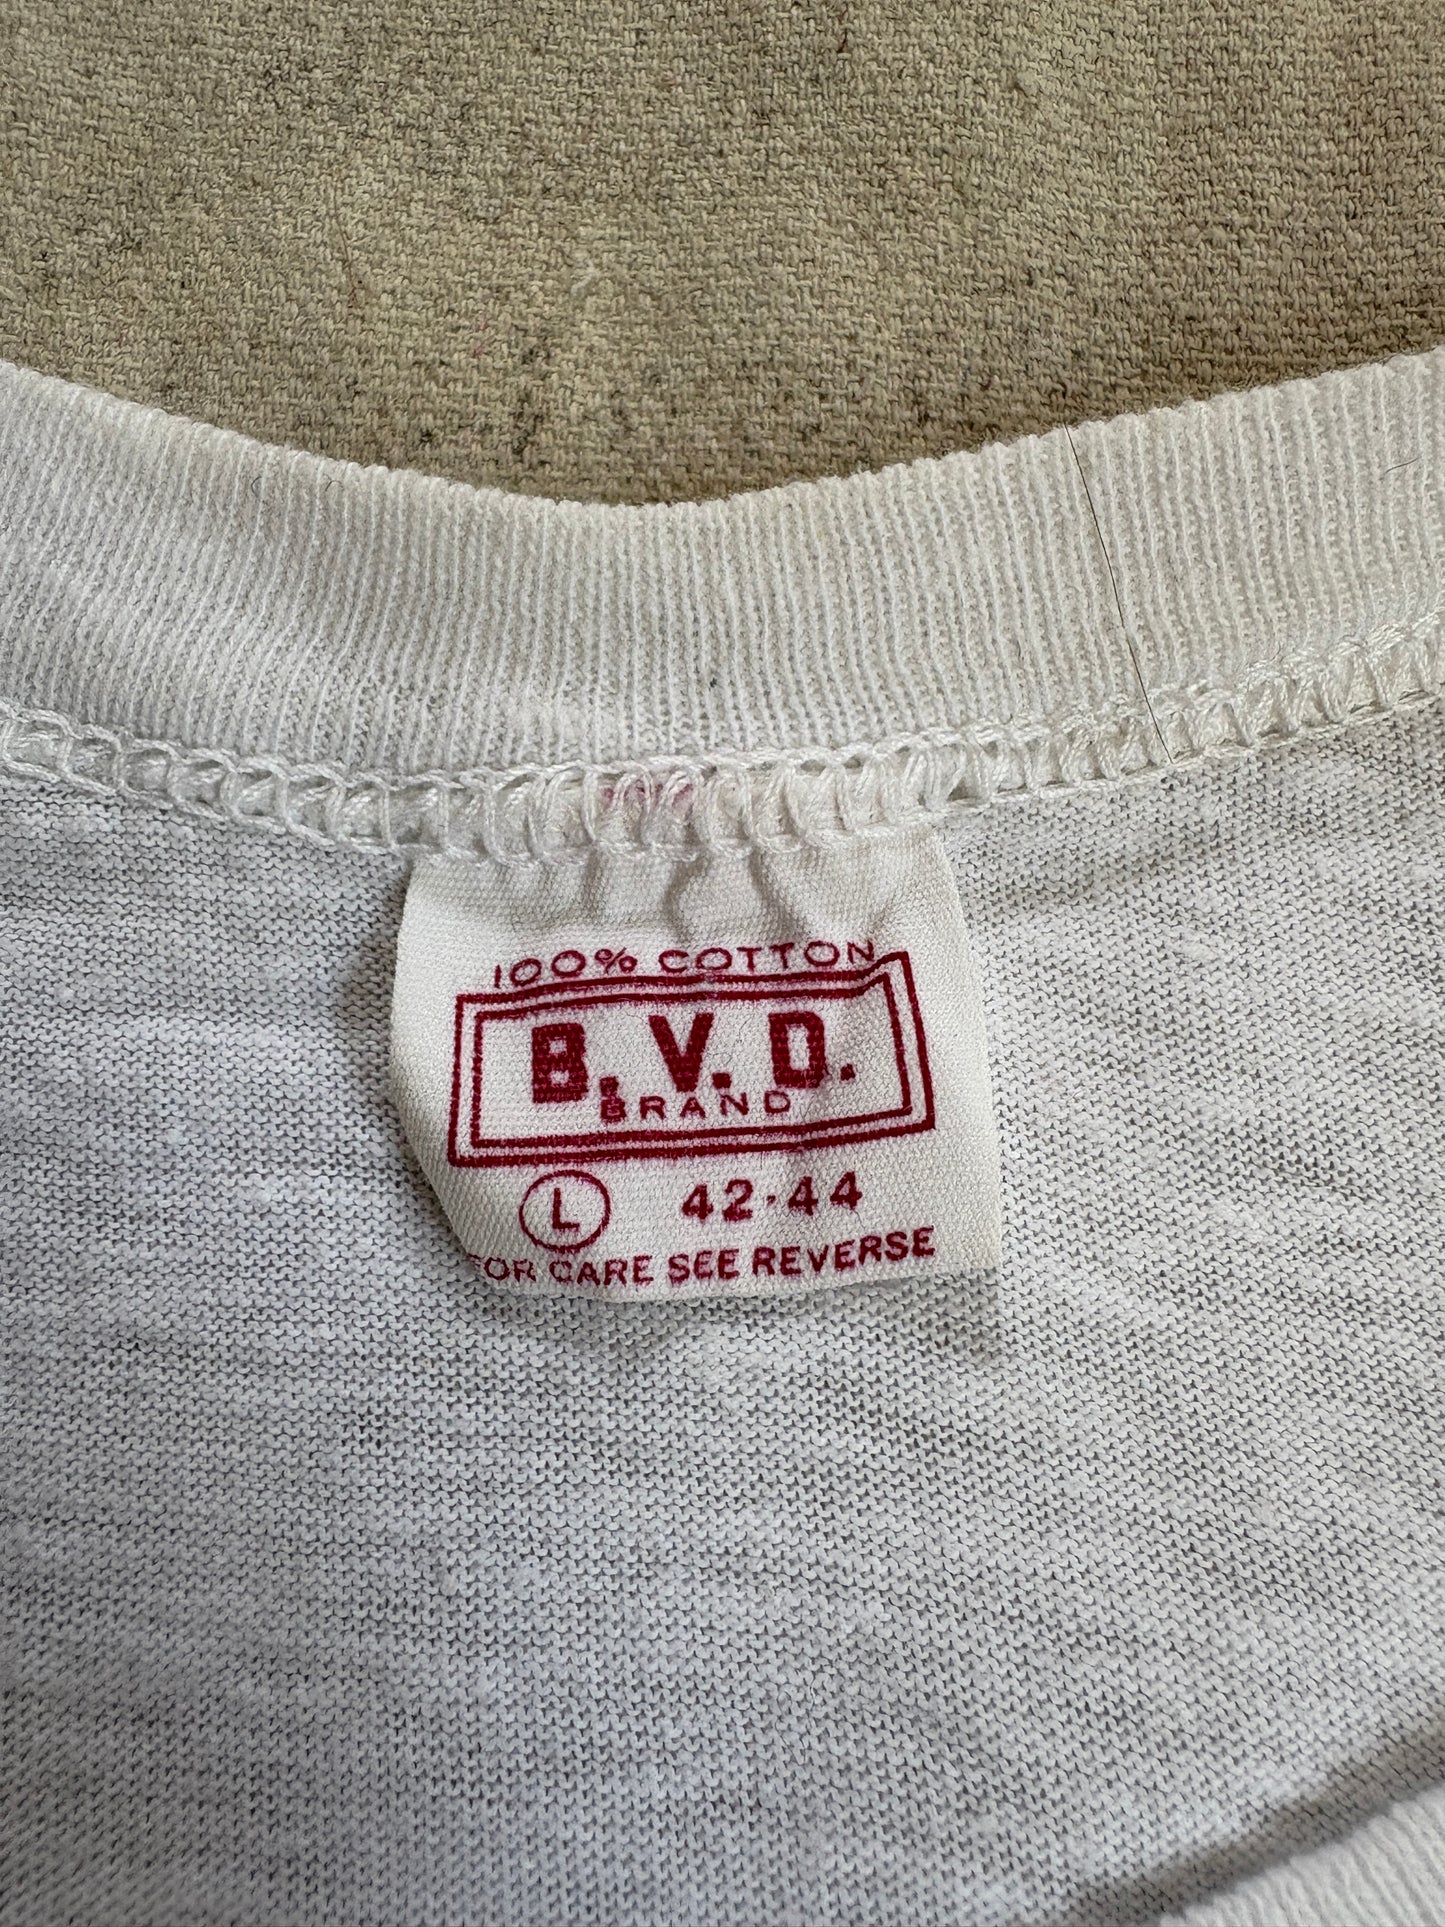 100% COTTON
B.V.D.
BRAND
L 42-44
FOR CARE SEE REVERSE